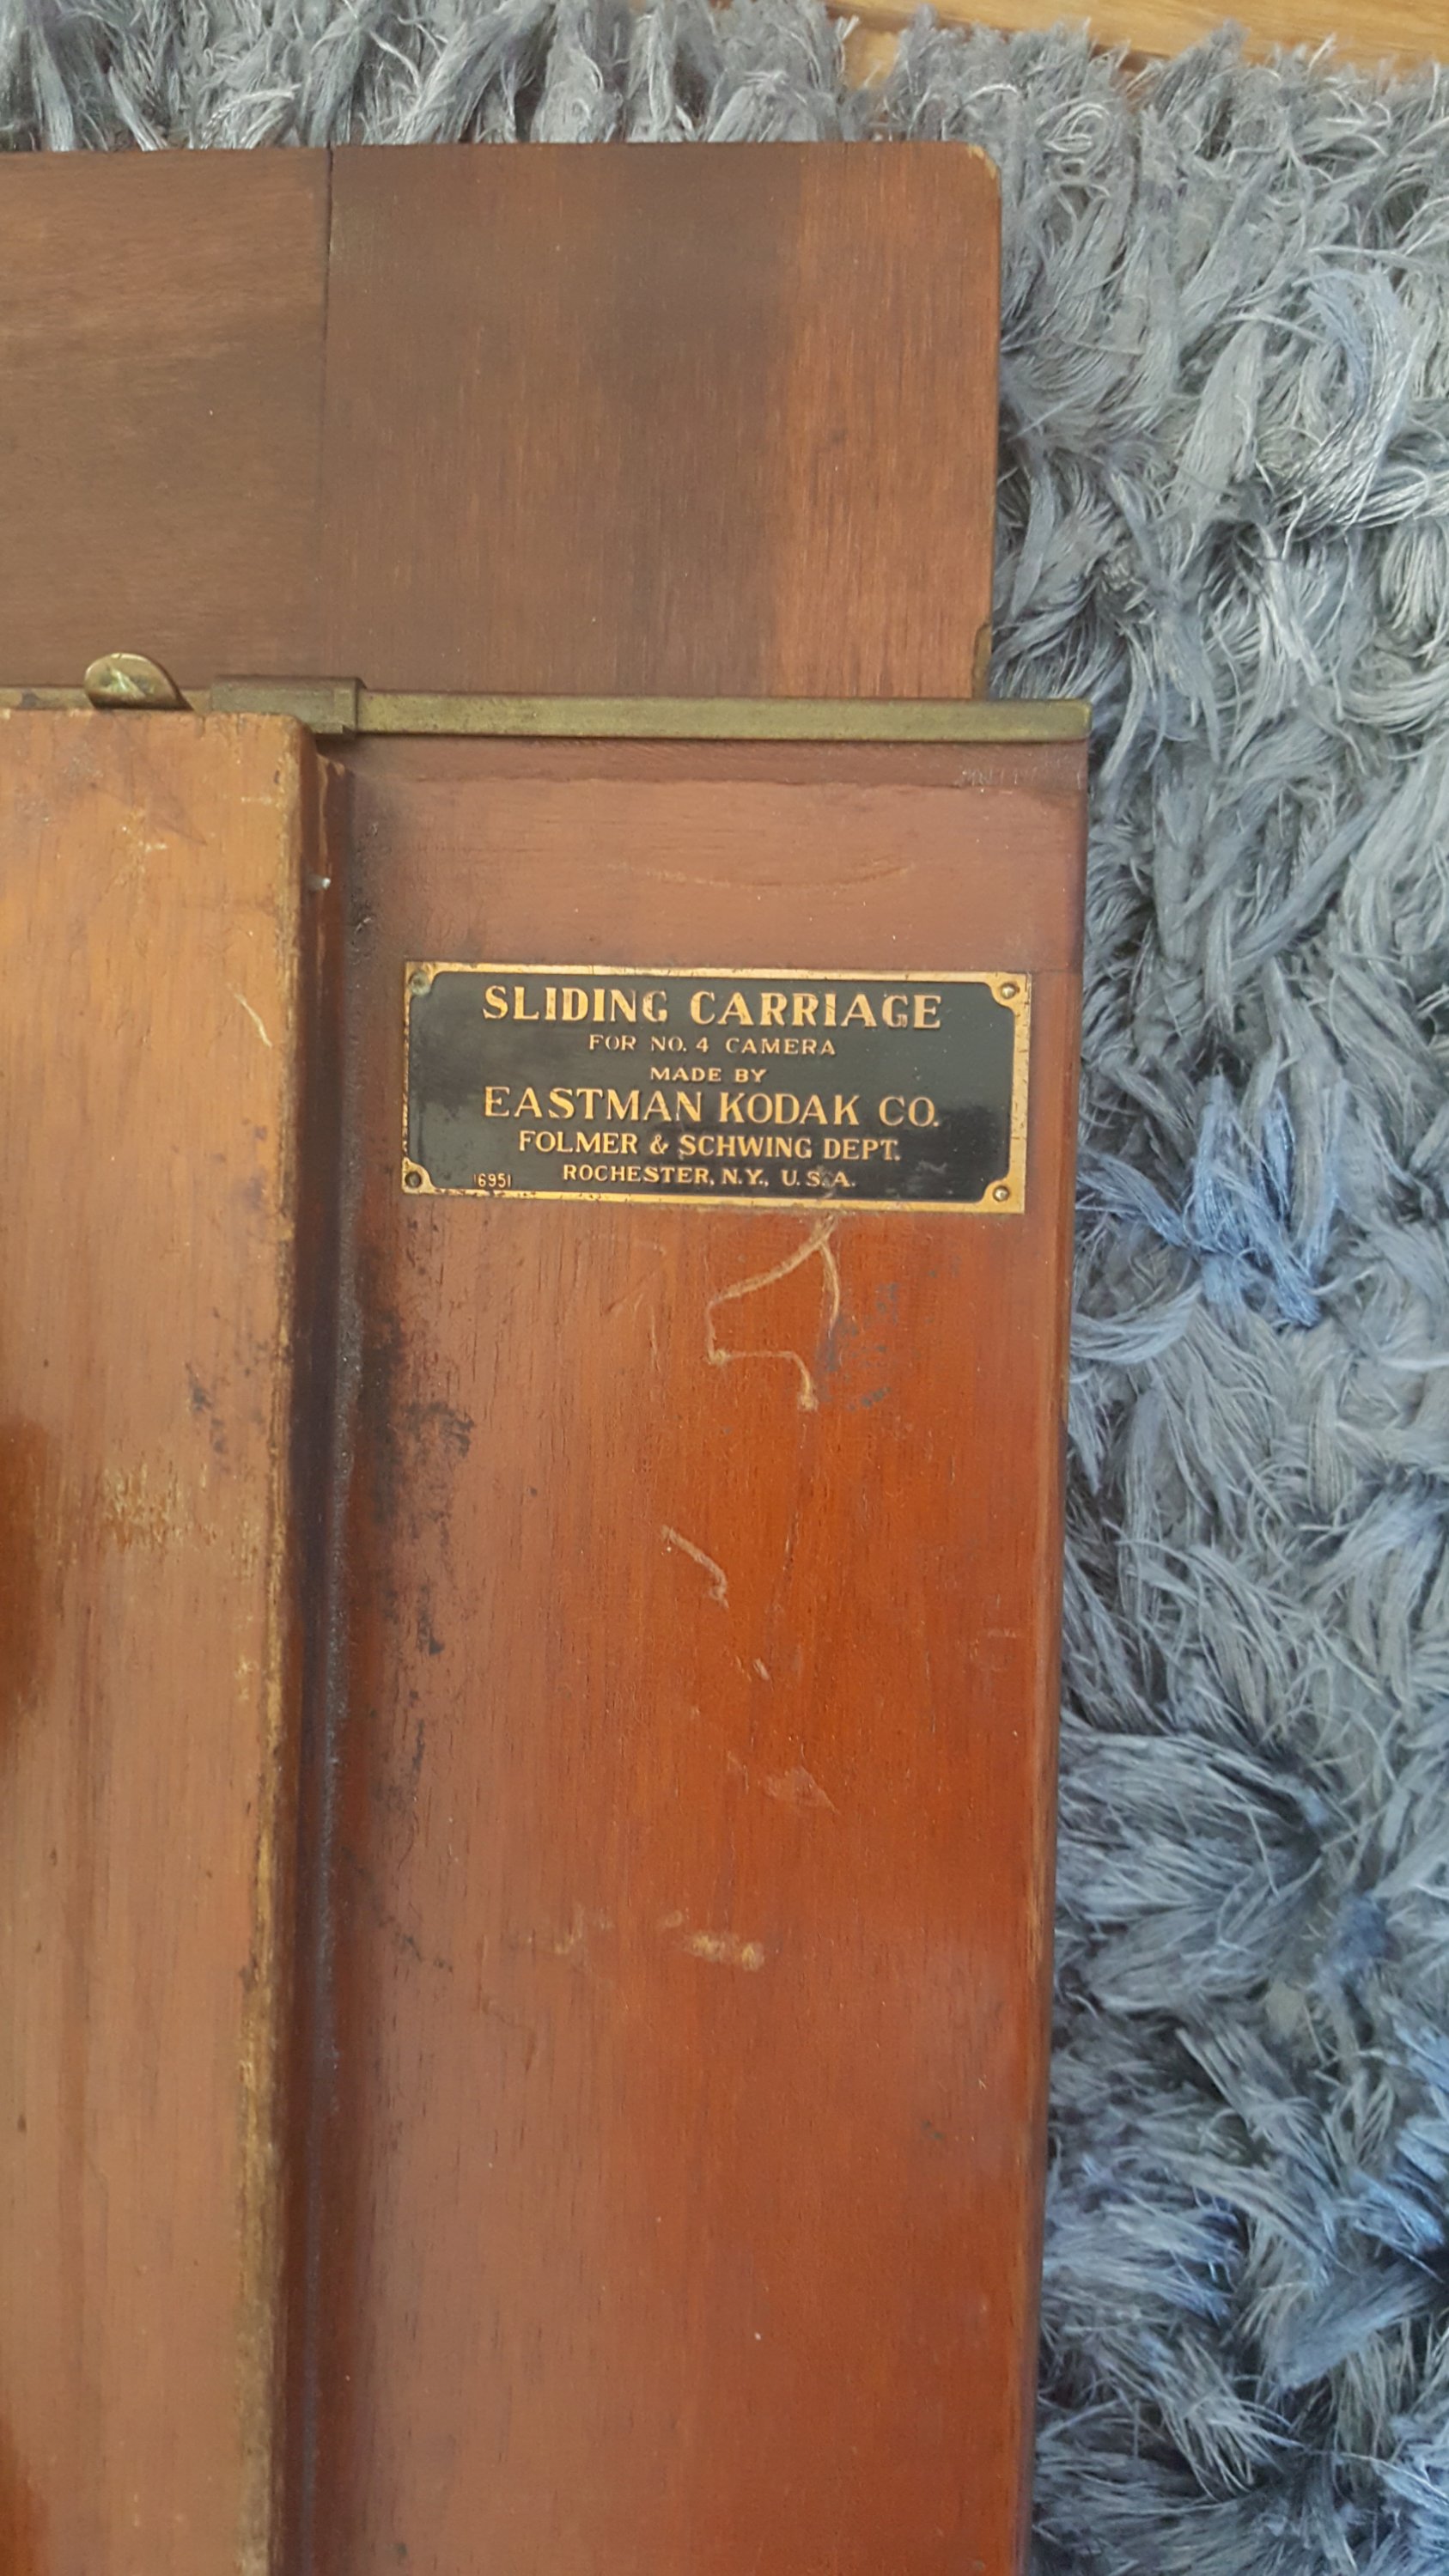 SLIDING CARRIAGE
FOR NO. 4 CAMERA
MADE BY
EASTMAN KODAK CO.
FOLMER & SCHWING DEPT.
16951 ROCHESTER, N.Y., U.S.A.